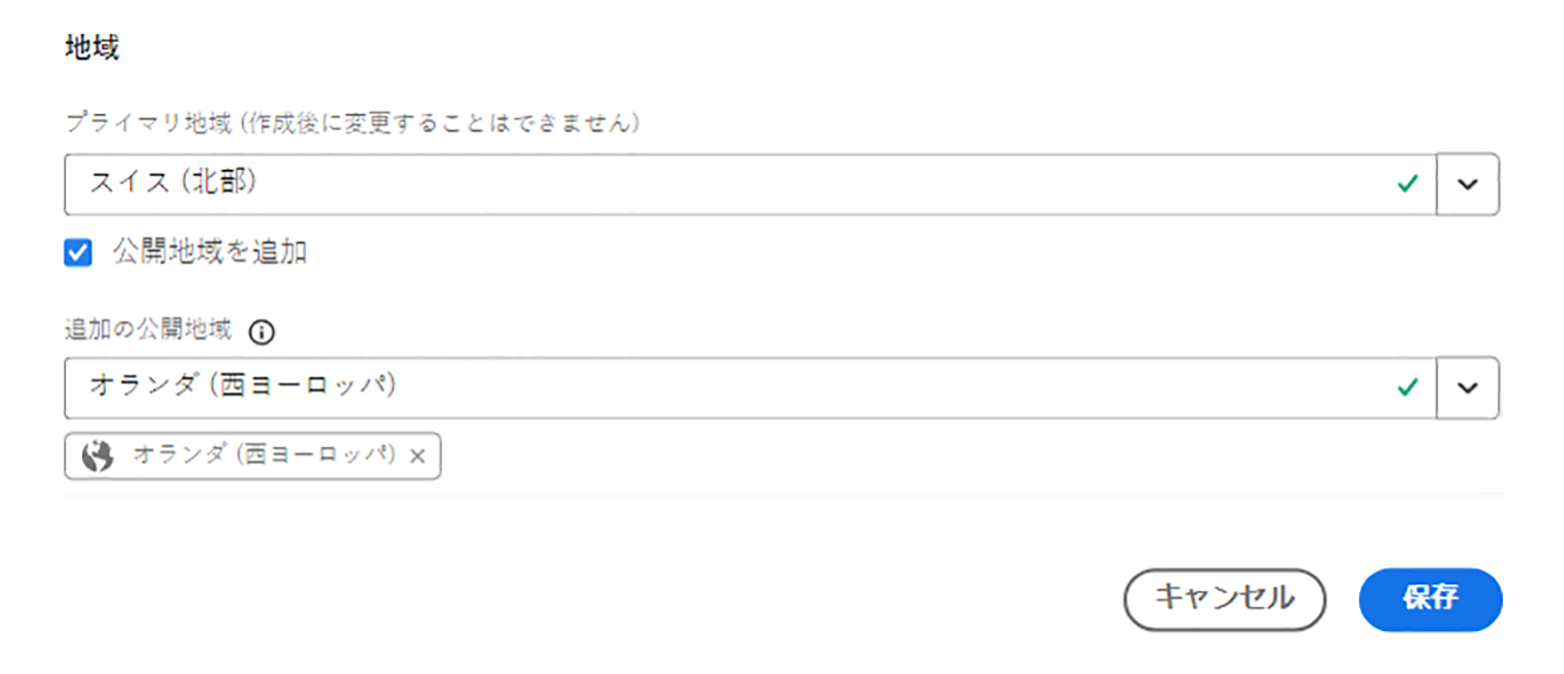 地域
プライマリ地域 (作成後に変更することはできません)
スイス (北部)
公開地域を追加
追加の公開地域
オランダ (西ヨーロッパ)
オランダ (西ヨーロッパ)
キャンセル 保存